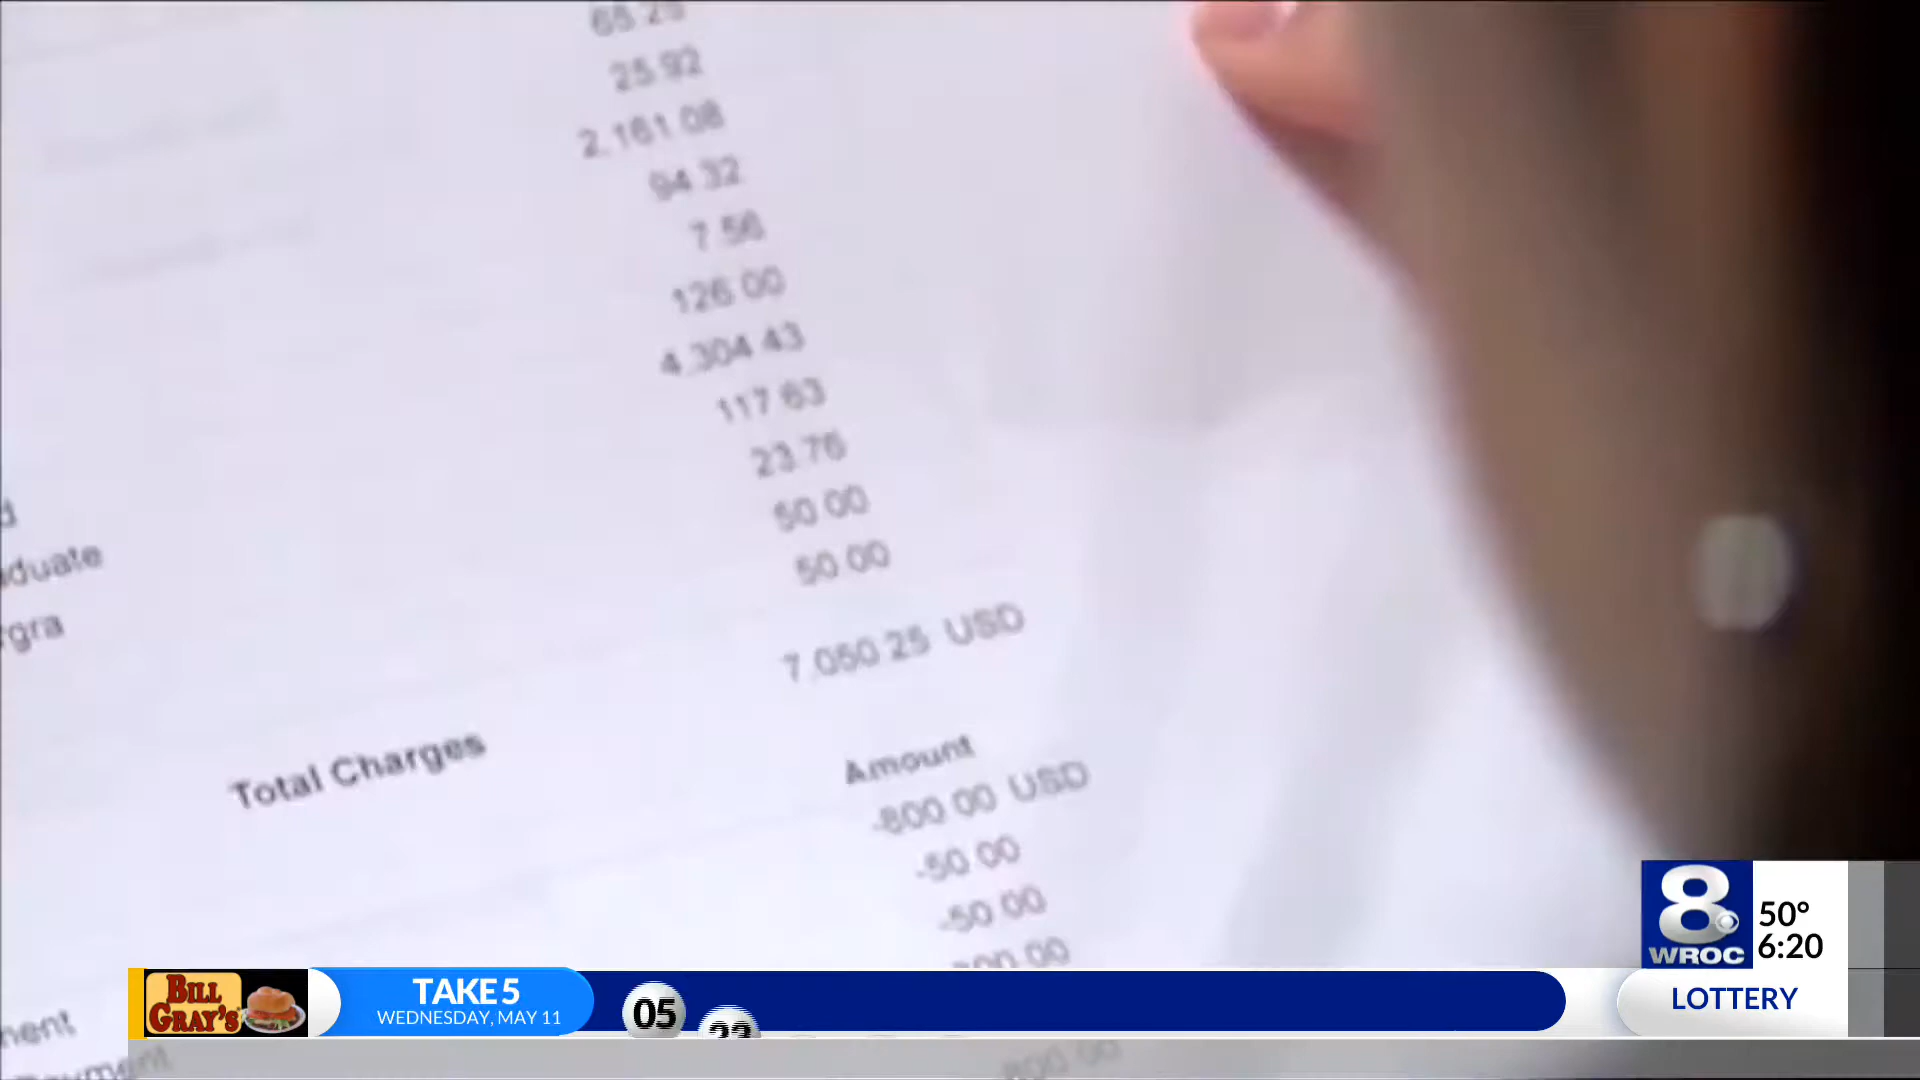 65.25
25.92
2,161.08
94.32
7.56
126.00
4,304.43
117.63
23.76
50.00
50.00
7,050.25 USD
Total Charges
Amount
-800.00 USD
-50.00
-50.00
8 WROC
50°
6:20
BILL GRAY'S
TAKE 5
WEDNESDAY, MAY 11
05
LOTTERY